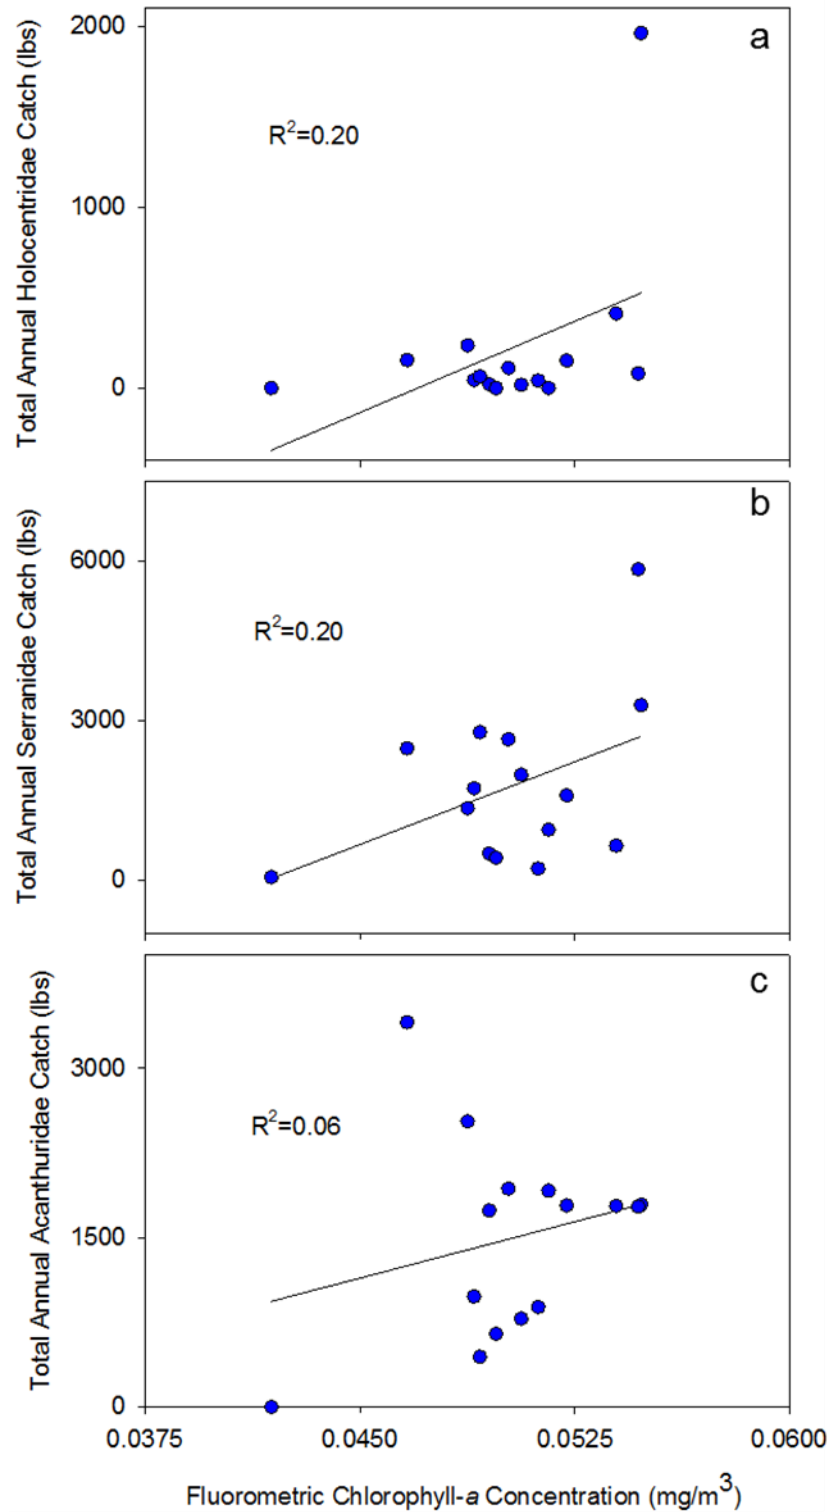 a
Total Annual Holocentridae Catch (lbs)
2000
1000
0
R²=0.20
b
Total Annual Serranidae Catch (lbs)
6000
3000
0
R²=0.20
c
Total Annual Acanthuridae Catch (lbs)
3000
1500
0
R²=0.06
0.0375 0.0450 0.0525 0.0600
Fluorometric Chlorophyll-a Concentration (mg/m³)